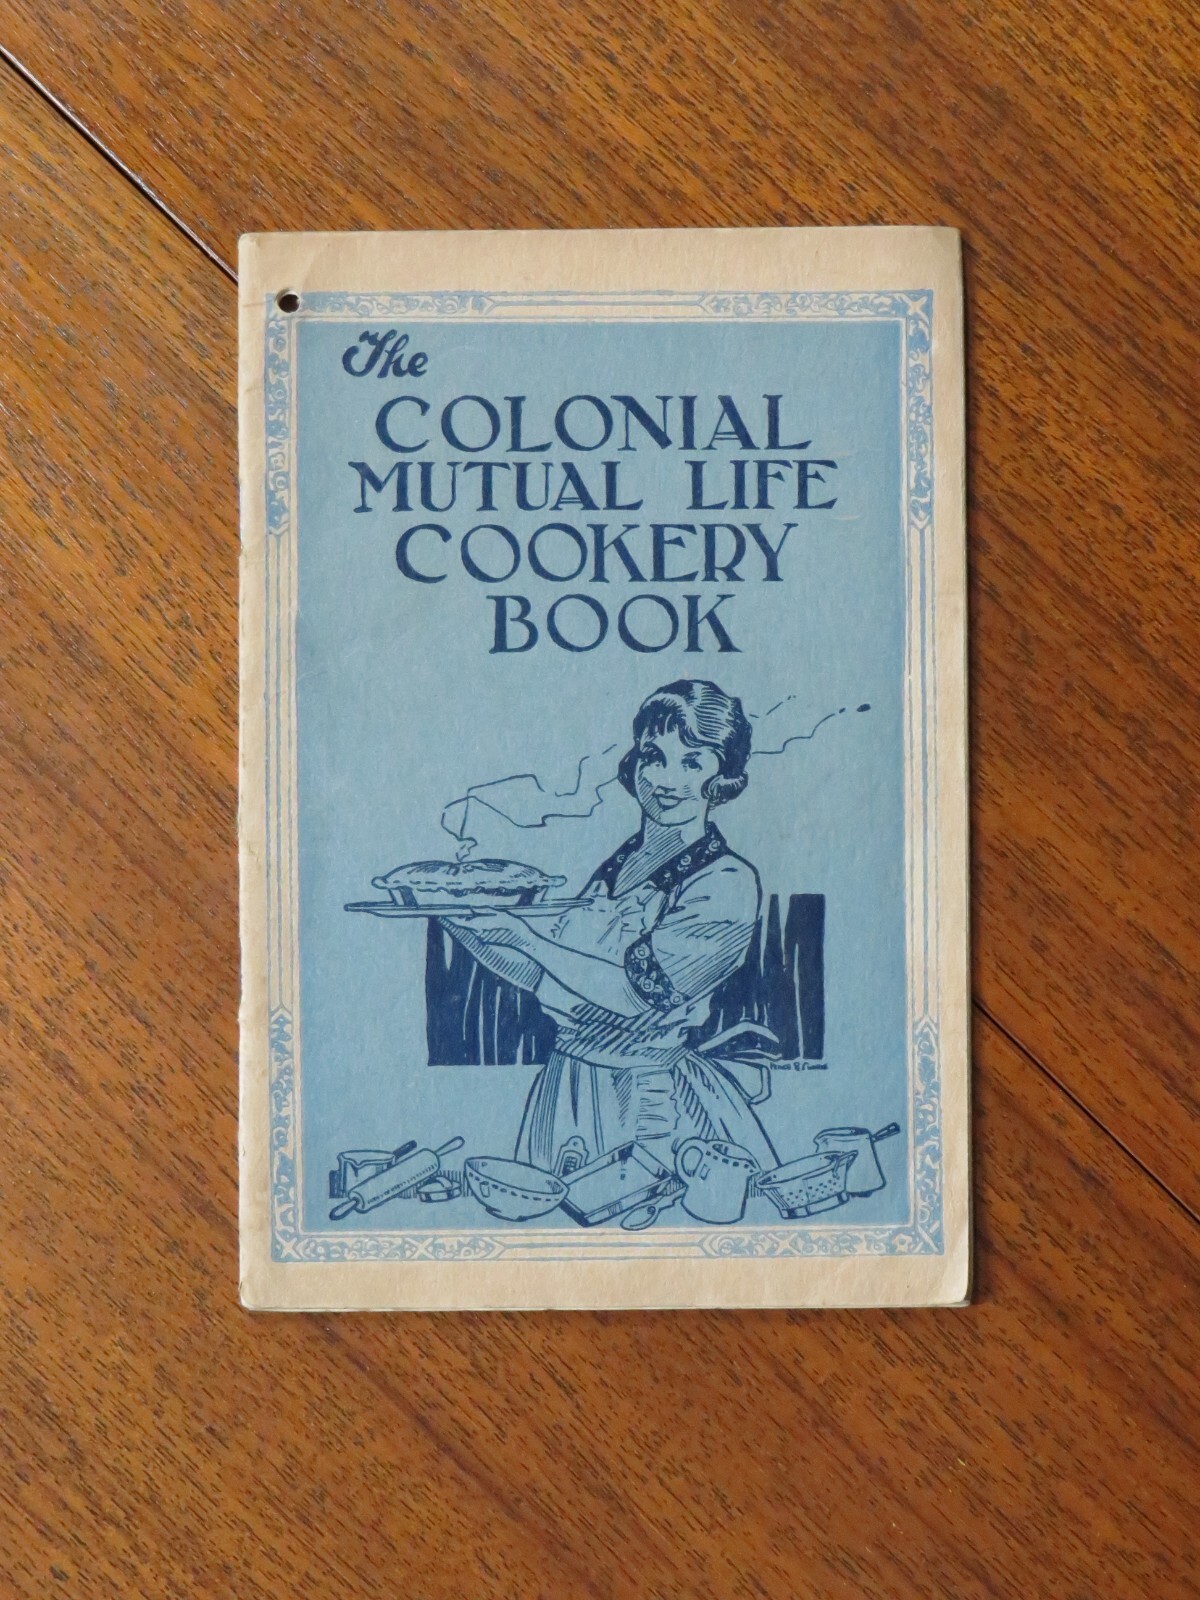 The
COLONIAL
MUTUAL LIFE
COOKERY
BOOK